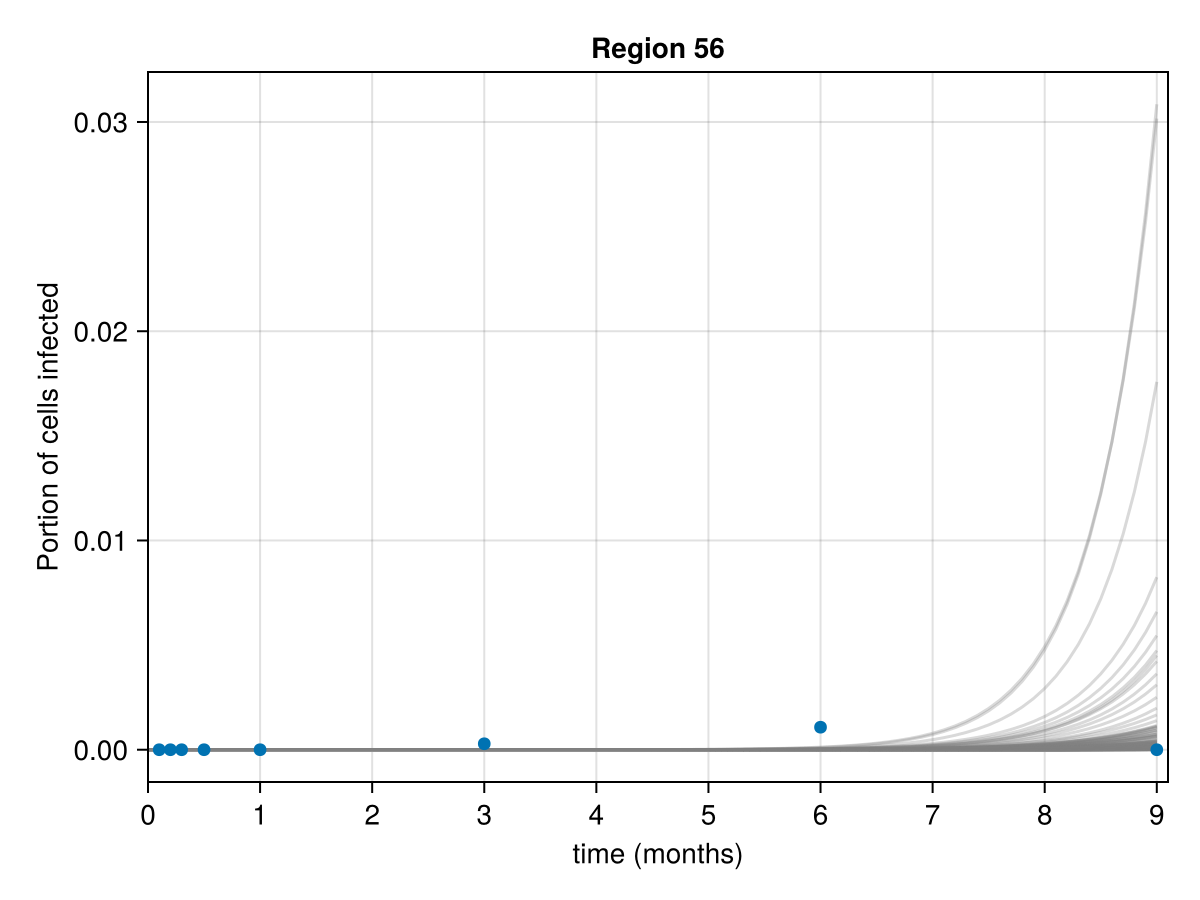 Region 56
Portion of cells infected
0.03
0.02
0.01
0.00
0 1 2 3 4 5 6 7 8 9
time (months)